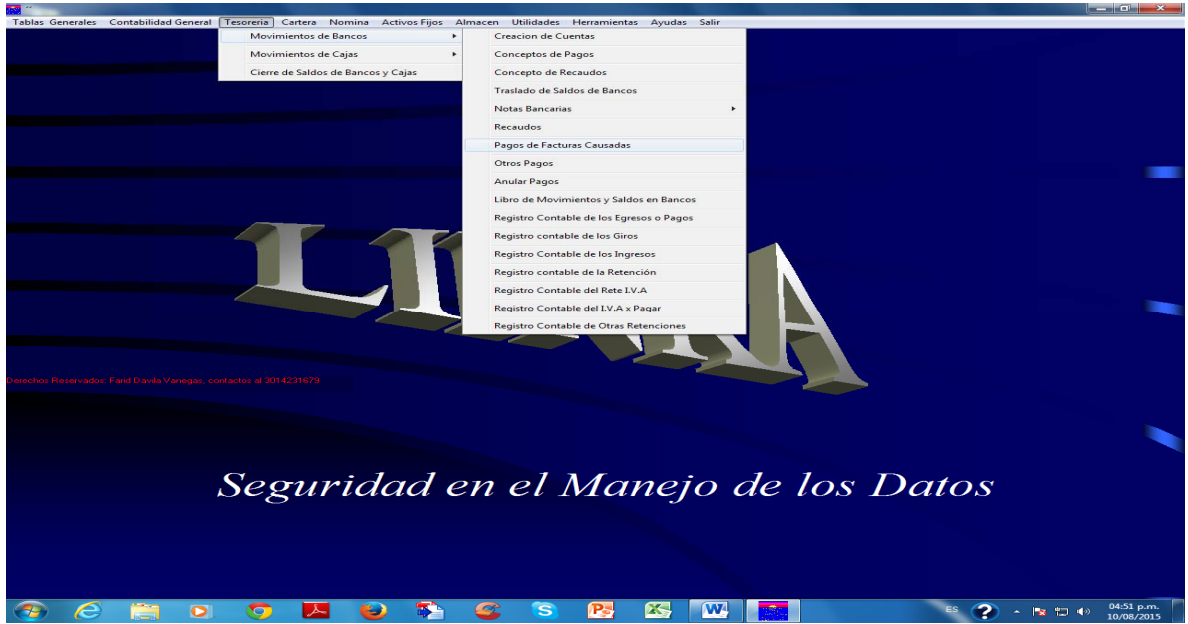 Tablas Generales Contabilidad General Tesoreria Cartera Nomina Activos Fijos Almacen Utilidades Herramientas Ayudas Salir
Movimientos de Bancos
Movimientos de Cajas
Cierre de Saldos de Bancos y Cajas
Creacion de Cuentas
Conceptos de Pagos
Concepto de Recaudos
Traslado de Saldos de Bancos
Notas Bancarias
Recaudos
Pagos de Facturas Causadas
Otros Pagos
Anular Pagos
Libro de Movimientos y Saldos en Bancos
Registro Contable de los Egresos o Pagos
Registro contable de los Giros
Registro Contable de los Ingresos
Registro contable de la Retención
Registro Contable del Rete I.V.A
Registro Contable del I.V.A x Pagar
Registro Contable de Otras Retenciones
Derechos Reservados: Farid Davila Vanegas, contactos al 3014231679
Seguridad en el Manejo de los Datos
ES
04:51 p.m.
10/08/2015